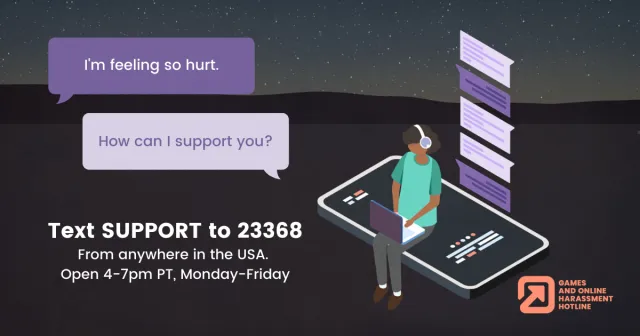 I'm feeling so hurt.
How can I support you?
Text SUPPORT to 23368
From anywhere in the USA.
Open 4-7pm PT, Monday-Friday
GAMES
AND ONLINE
HARASSMENT
HOTLINE